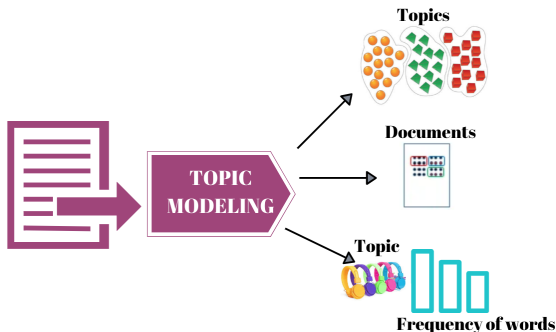 Topics
TOPIC
MODELING
Documents
Topic
Frequency of words